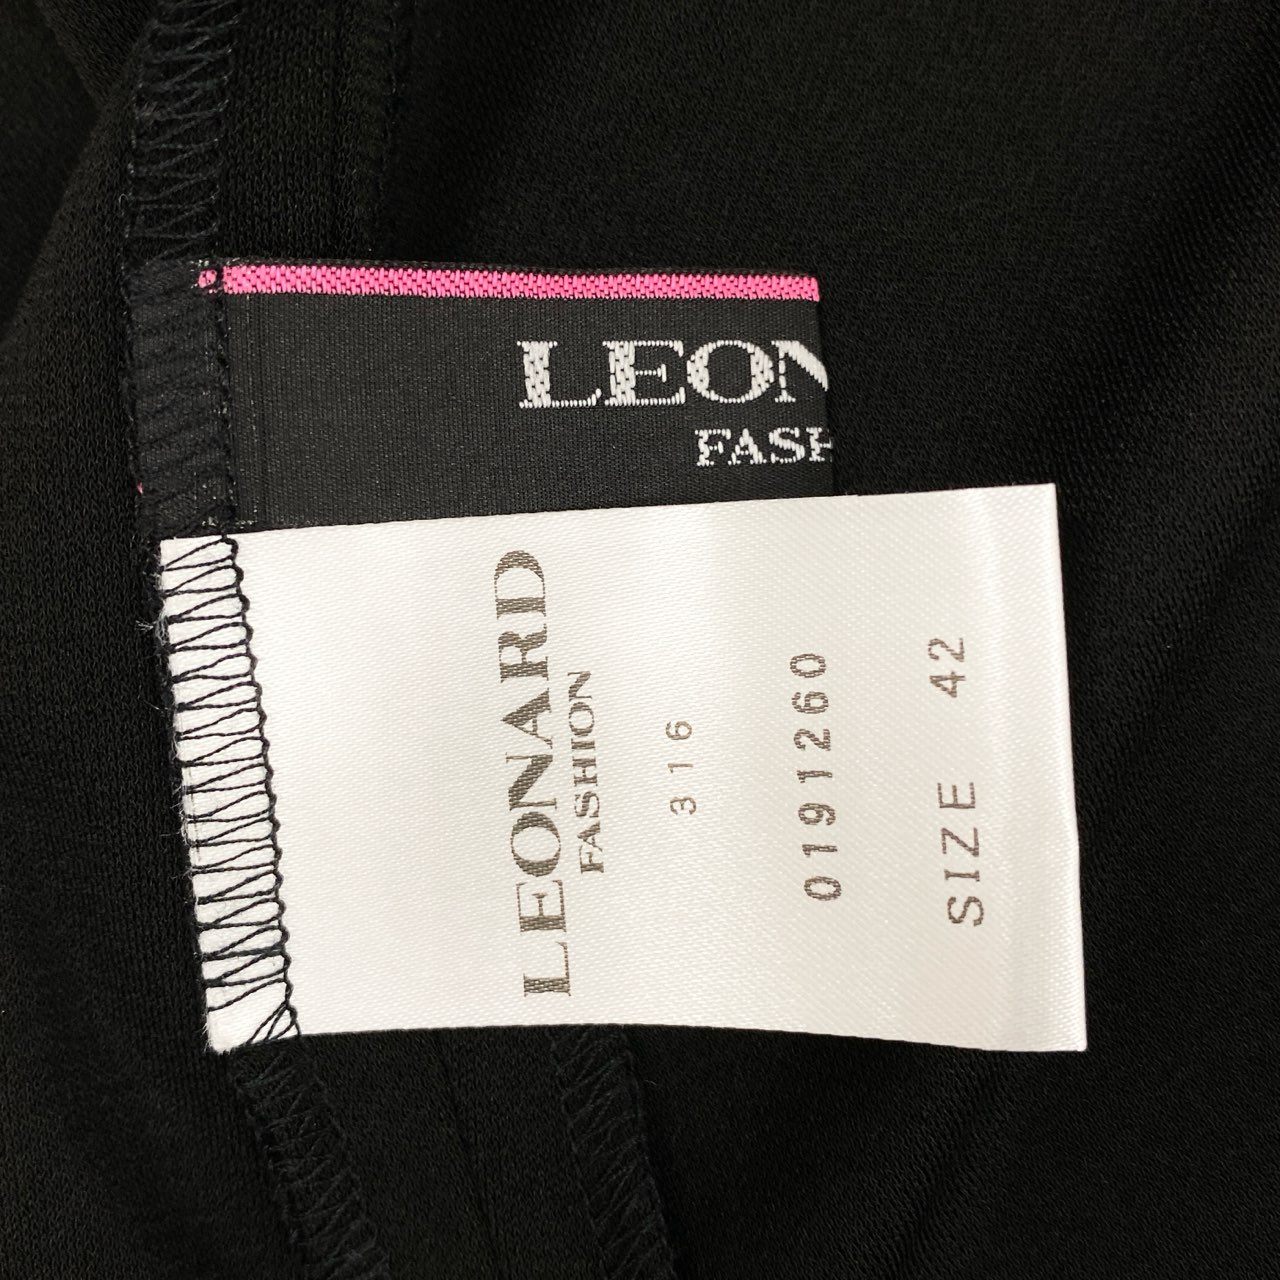 LEON
FASH
LEONARD
FASHION
316
0191260
SIZE 42